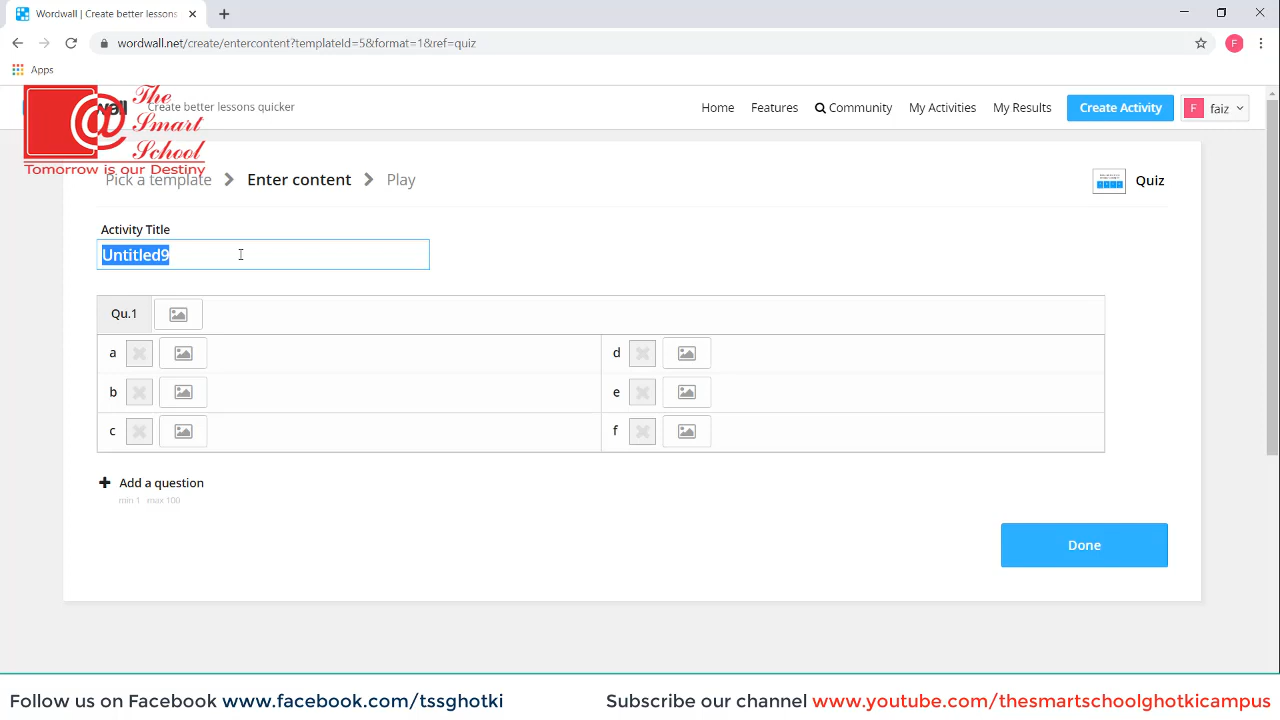 Wordwall | Create better lessons
wordwall.net/create/entercontent?templateId=5&format=1&ref=quiz
F
Apps
The
Smart
School
Tomorrow is our Destiny
wall
Create better lessons quicker
Home
Features
Community
My Activities
My Results
Create Activity
F faiz
Pick a template
Enter content
Play
Quiz
Activity Title
Untitled9
Qu.1
a
d
b
e
c
f
Add a question
min 1 max 100
Done
Follow us on Facebook www.facebook.com/tssghotki
Subscribe our channel www.youtube.com/thesmartschoolghotkicampus